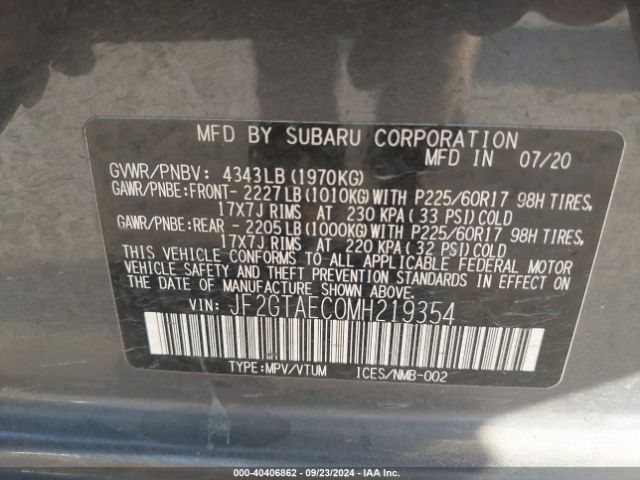 MFD BY SUBARU CORPORATION
MFD IN 07/20
GVWR/PNBV: 4343LB (1970KG)
GAWR/PNBE:FRONT- 2227LB (1010KG) WITH P225/60R17 98H TIRES,
17X7J RIMS AT 230 KPA ( 33 PSI) COLD
GAWR/PNBE:REAR - 2205LB (1000KG) WITH P225/60R17 98H TIRES,
17X7J RIMS AT 220 KPA ( 32 PSI) COLD
THIS VEHICLE CONFORMS TO ALL APPLICABLE FEDERAL MOTOR
VEHICLE SAFETY AND THEFT PREVENTION STANDARDS IN EFFECT ON
THE DATE OF MANUFACTURE SHOWN ABOVE.
VIN: JF2GTAEC0MH219354
TYPE:MPV/VTUM ICES/NMB-002
000-40406862 - 09/23/2024 - IAA Inc.